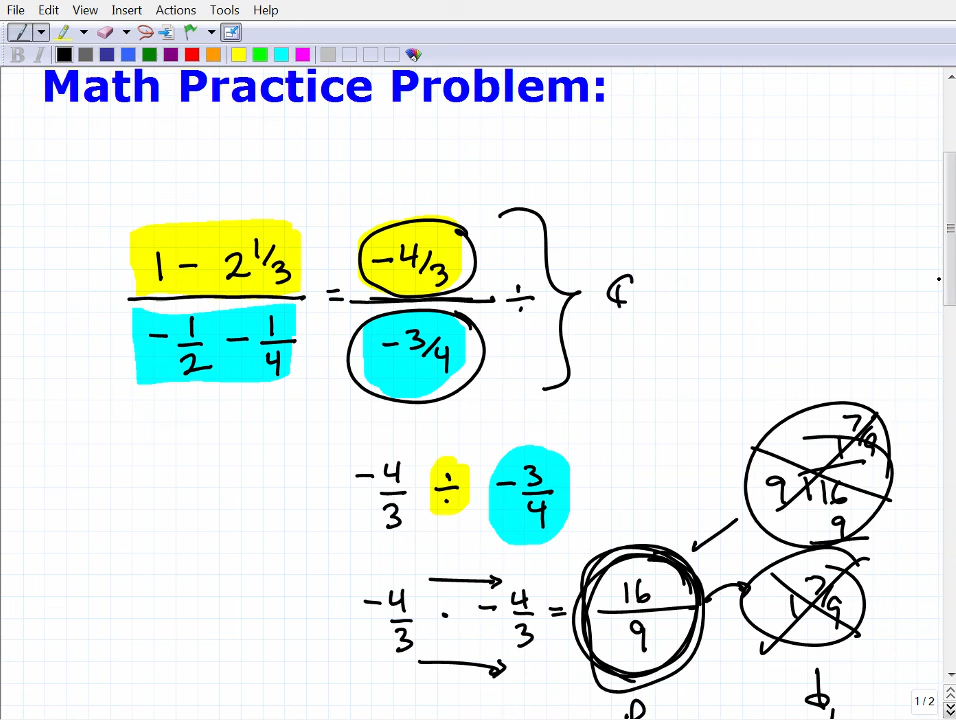 File Edit View Insert Actions Tools Help
B I
Math Practice Problem:
1 - 2 1/3 = -4/3 ÷
-1/2 - 1/4 -3/4
-4/3 ÷ -3/4
7/9
1
9 16
9
-4/3 · -4/3 = 16/9 1 7/9
1 / 2